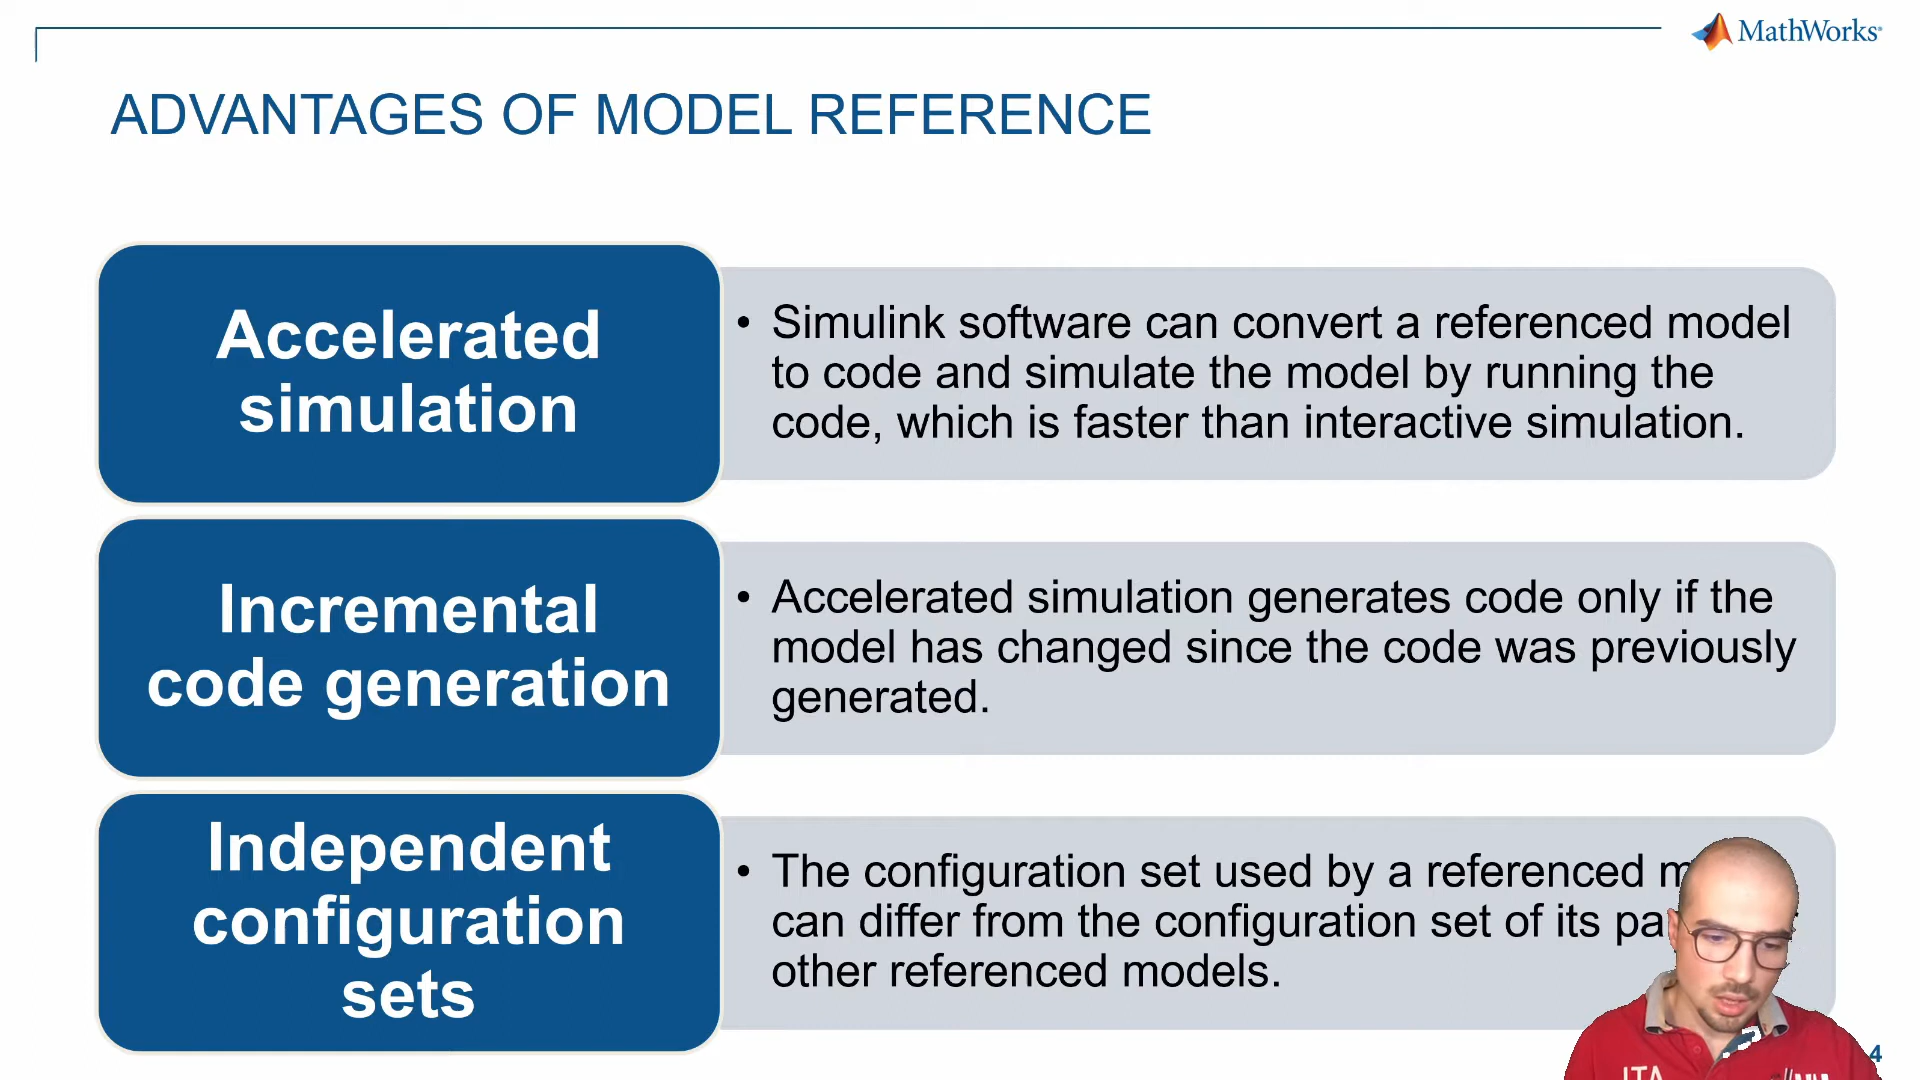 MathWorks
ADVANTAGES OF MODEL REFERENCE
Accelerated
simulation
• Simulink software can convert a referenced model
to code and simulate the model by running the
code, which is faster than interactive simulation.
Incremental
code generation
• Accelerated simulation generates code only if the
model has changed since the code was previously
generated.
Independent
configuration
sets
• The configuration set used by a referenced
can differ from the configuration set of its
other referenced models.
ITA
4